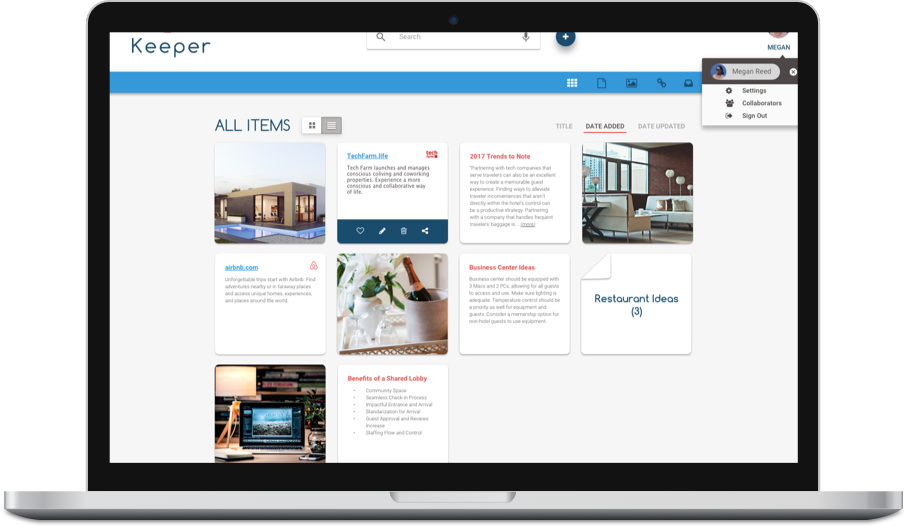 Keeper
Search
+
MEGAN
Megan Reed
Settings
Collaborators
Sign Out
ALL ITEMS
TITLE
DATE ADDED
DATE UPDATED
TechFarm.life
tech
Tech Farm launches and manages
conscious coliving and coworking
properties. Experience a more
conscious and collaborative way
of life.
2017 Trends to Note
"Partnering with tech companies that
serve travelers can also be an excellent
way to create a memorable guest
experience. Finding ways to alleviate
traveler inconveniences that aren't
directly within the hotel's control can
be a productive strategy. Partnering
with a company that handles frequent
travelers' baggage is ... (more)
airbnb.com
Unforgettable trips start with Airbnb. Find
adventures nearby or in faraway places
and access unique homes, experiences,
and places around the world.
Business Center Ideas
Business center should be equipped with
3 Macs and 2 PCs, allowing for all guests
to access and use. Make sure lighting is
adequate. Temperature control should be
a priority as well for equipment and
guests. Consider a memership option for
non-hotel guests to use equipment.
Restaurant Ideas
(3)
Benefits of a Shared Lobby
• Community Space
• Seamless Check-in Process
• Impactful Entrance and Arrival
• Standarization for Arrival
• Guest Approval and Reviews
Increase
• Staffing Flow and Control